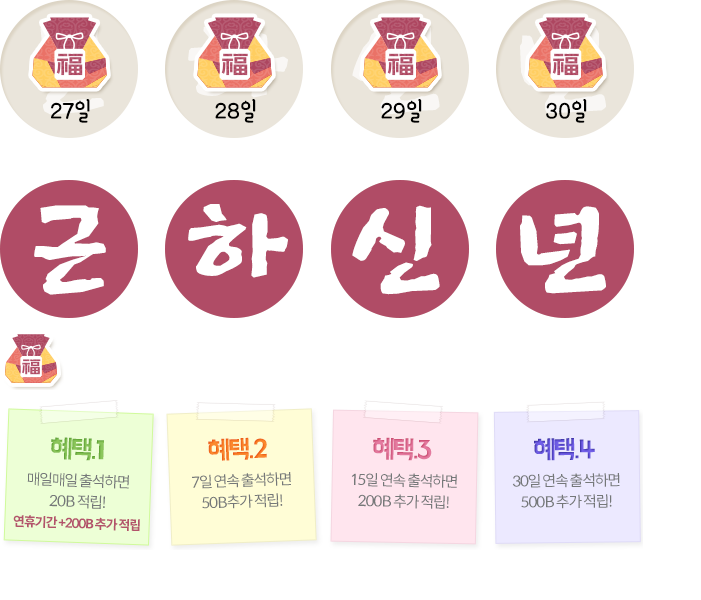 福
27일
福
28일
福
29일
福
30일
근
하
신
년
福
혜택.1
매일매일 출석하면
20B 적립!
연휴기간 +200B 추가 적립
혜택.2
7일 연속 출석하면
50B추가 적립!
혜택.3
15일 연속 출석하면
200B 추가 적립!
혜택.4
30일 연속 출석하면
500B 추가 적립!